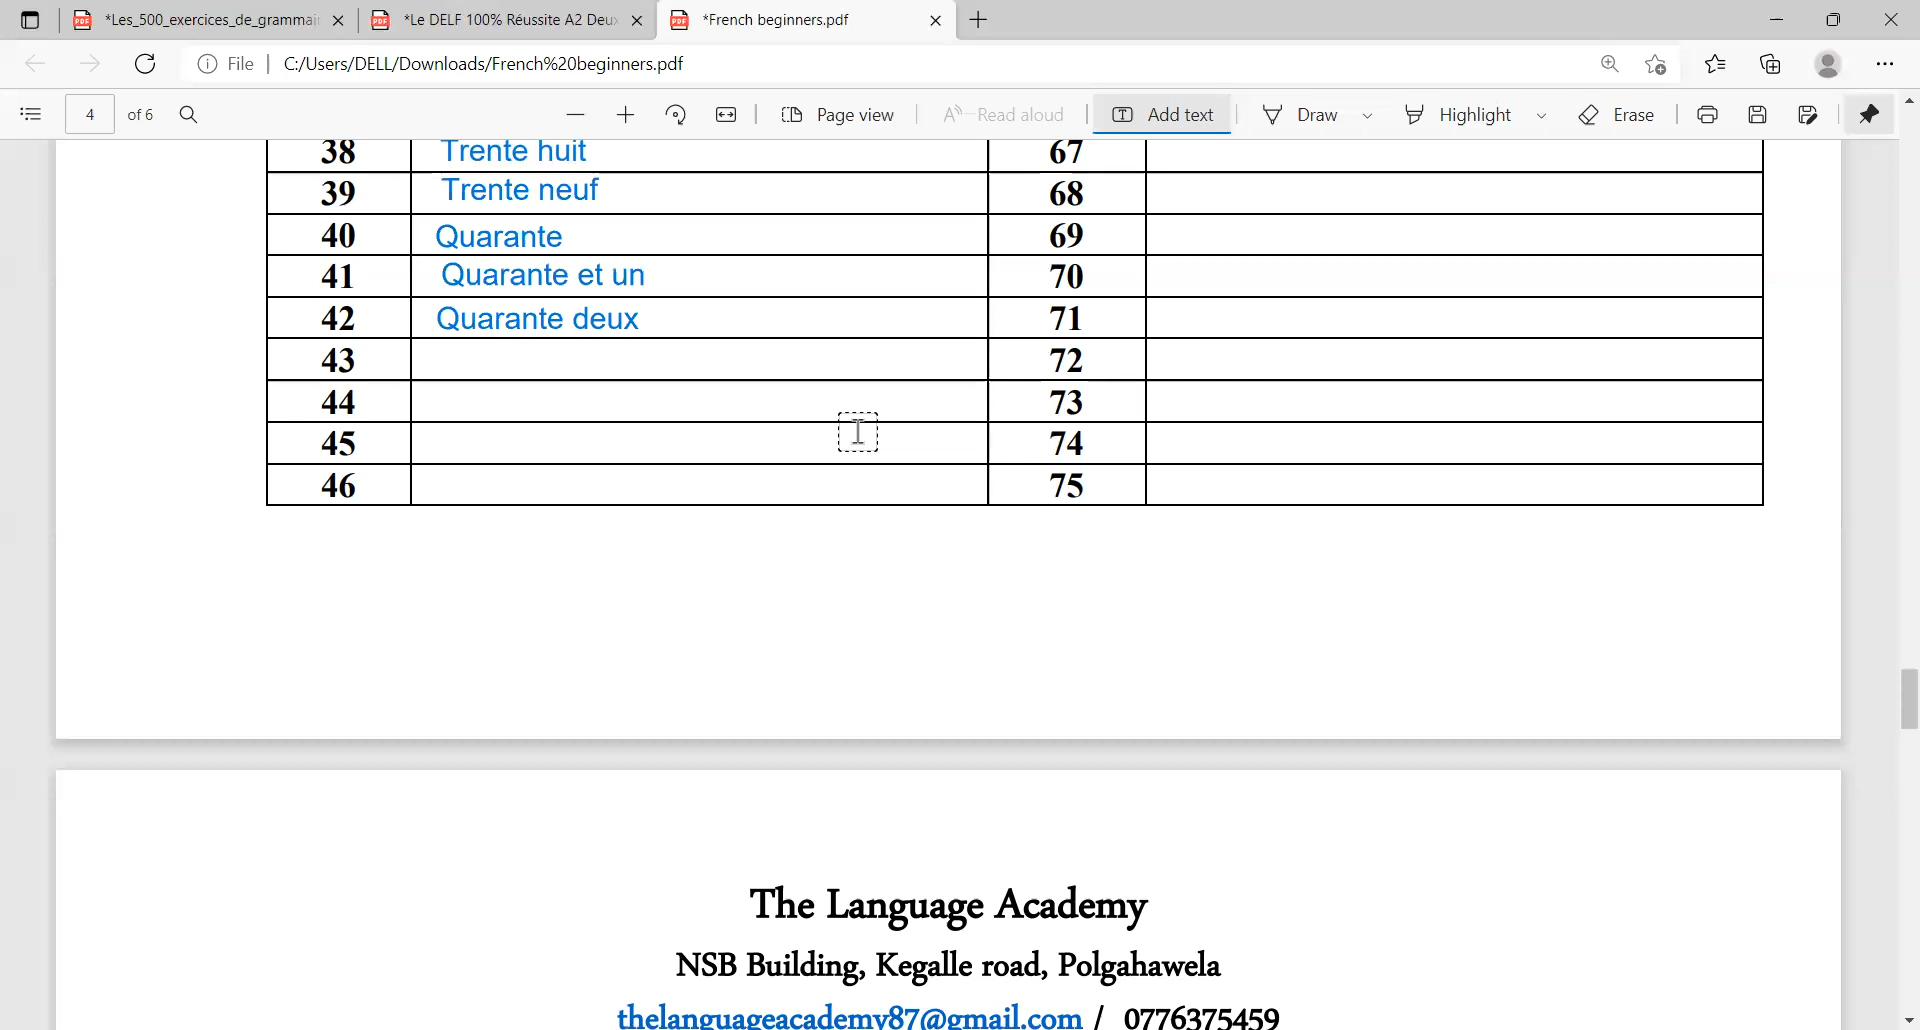 *Les_500_exercices_de_grammai
*Le DELF 100% Réussite A2 Deu
*French beginners.pdf
File
C:/Users/DELL/Downloads/French%20beginners.pdf
4 of 6
Page view
Read aloud
Add text
Draw
Highlight
Erase
38 Trente huit 67
39 Trente neuf 68
40 Quarante 69
41 Quarante et un 70
42 Quarante deux 71
43 72
44 73
45 74
46 75
The Language Academy
NSB Building, Kegalle road, Polgahawela
thelanguageacademy87@gmail.com / 0776375459